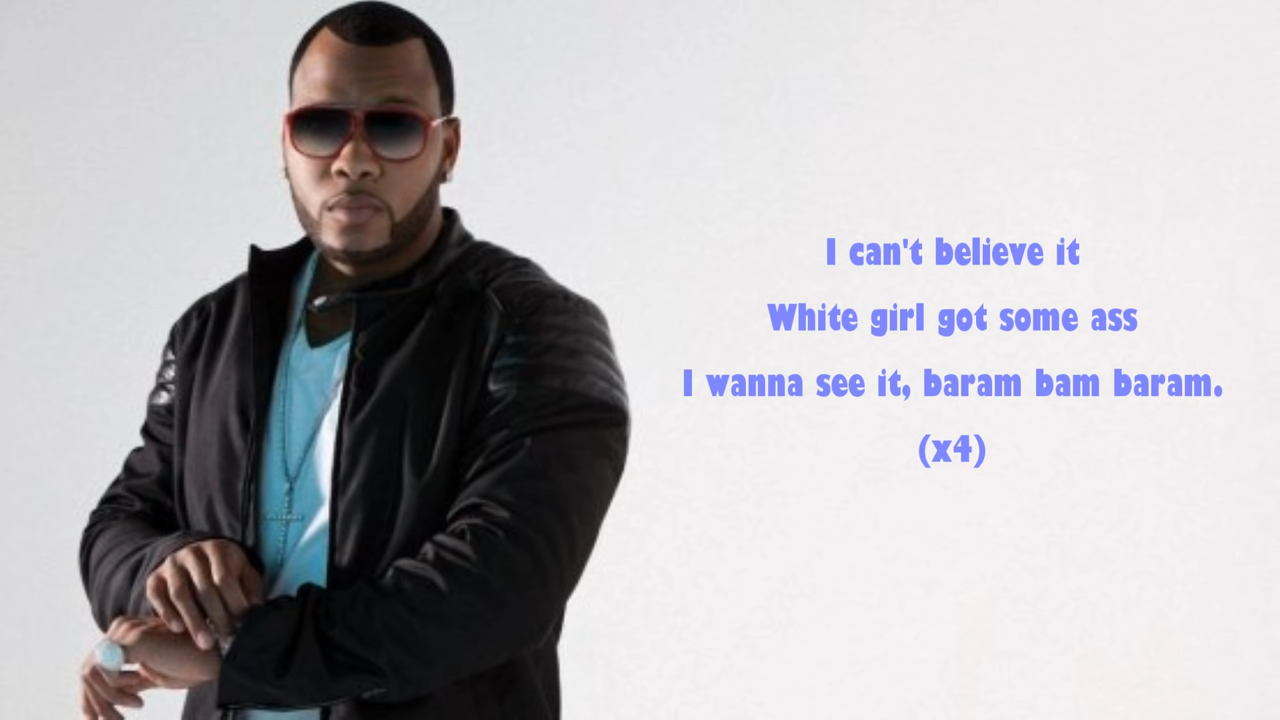 I can't believe it
White girl got some ass
I wanna see it, baram bam baram.
(x4)